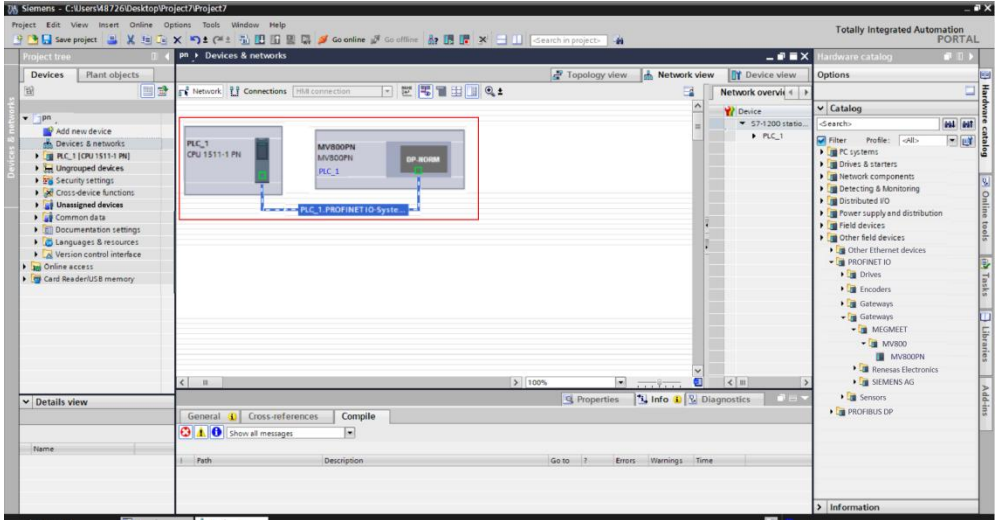 Siemens - C:\Users\48726\Desktop\Project7\Project7
Project Edit View Insert Online Options Tools Window Help
Totally Integrated Automation
PORTAL
Save project
Go online
Go offline
<Search in project>
Project tree
pn ▸ Devices & networks
Hardware catalog
Devices
Plant objects
Topology view
Network view
Device view
Options
Network
Connections
HMI connection
Network overvie
Catalog
<Search>
Filter Profile: <All>
pn
Add new device
Devices & networks
PLC_1 [CPU 1511-1 PN]
Ungrouped devices
Security settings
Cross-device functions
Unassigned devices
Common data
Documentation settings
Languages & resources
Version control interface
Online access
Card Reader/USB memory
PLC_1
CPU 1511-1 PN
MV800PN
MV800PN
PLC_1
DP-NORM
PLC_1.PROFINET IO-Syste...
Device
S7-1200 statio...
PLC_1
PC systems
Drives & starters
Network components
Detecting & Monitoring
Distributed I/O
Power supply and distribution
Field devices
Other field devices
Other Ethernet devices
PROFINET IO
Drives
Encoders
Gateways
Gateways
MEGMEET
MV800
MV800PN
Renesas Electronics
SIEMENS AG
Sensors
PROFIBUS DP
100%
Details view
Name
Properties
Info
Diagnostics
General
Cross-references
Compile
Show all messages
! Path Description Go to ? Errors Warnings Time
Information
Devices & networks
Hardware catalog
Online tools
Tasks
Libraries
Add-ins